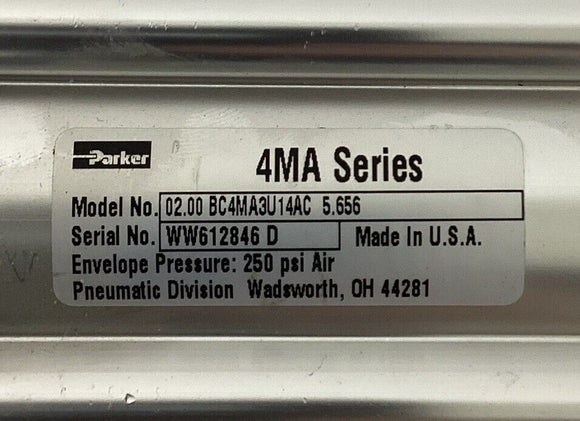 Parker 4MA Series
Model No. 02.00 BC4MA3U14AC 5.656
Serial No. WW612846 D Made In U.S.A.
Envelope Pressure: 250 psi Air
Pneumatic Division Wadsworth, OH 44281